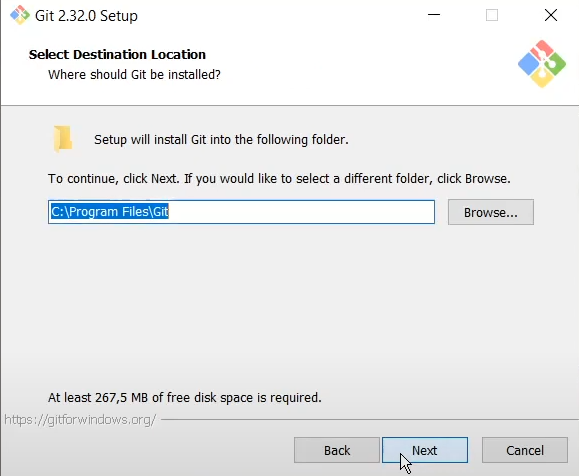 Git 2.32.0 Setup
Select Destination Location
Where should Git be installed?
Setup will install Git into the following folder.
To continue, click Next. If you would like to select a different folder, click Browse.
C:\Program Files\Git
Browse...
At least 267,5 MB of free disk space is required.
https://gitforwindows.org/
Back
Next
Cancel